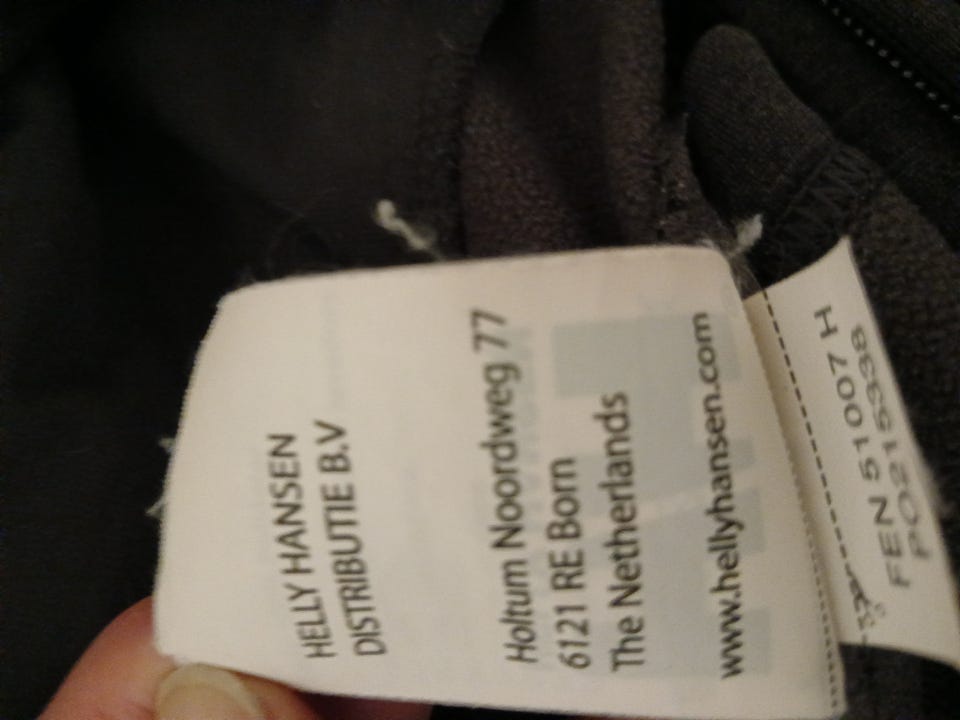 HELLY HANSEN
DISTRIBUTIE B.V
Holtum Noordweg 77
6121 RE Born
The Netherlands
www.hellyhansen.com
FEN 51007 H